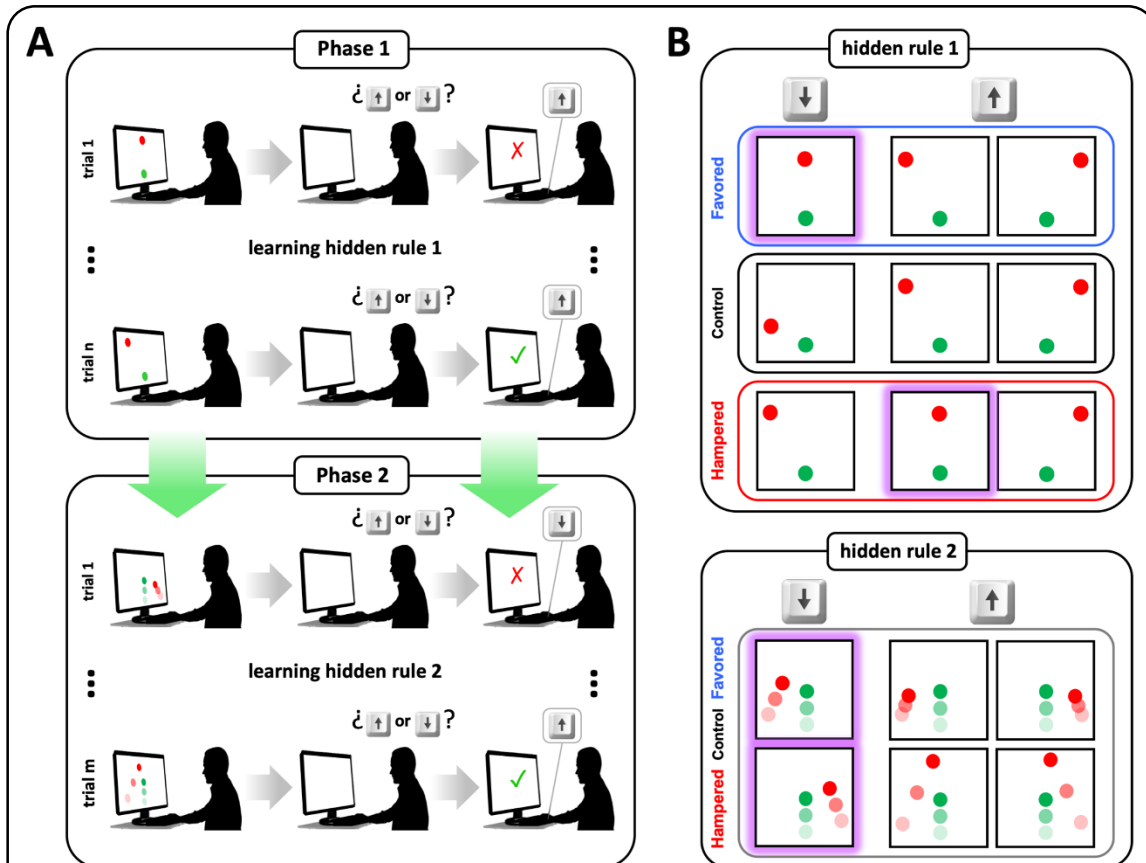 A
Phase 1
¿ ↑ or ↓ ?
trial 1
learning hidden rule 1
¿ ↑ or ↓ ?
trial n
Phase 2
¿ ↑ or ↓ ?
trial 1
learning hidden rule 2
¿ ↑ or ↓ ?
trial m
B
hidden rule 1
Favored
Control
Hampered
hidden rule 2
Favored
Control
Hampered